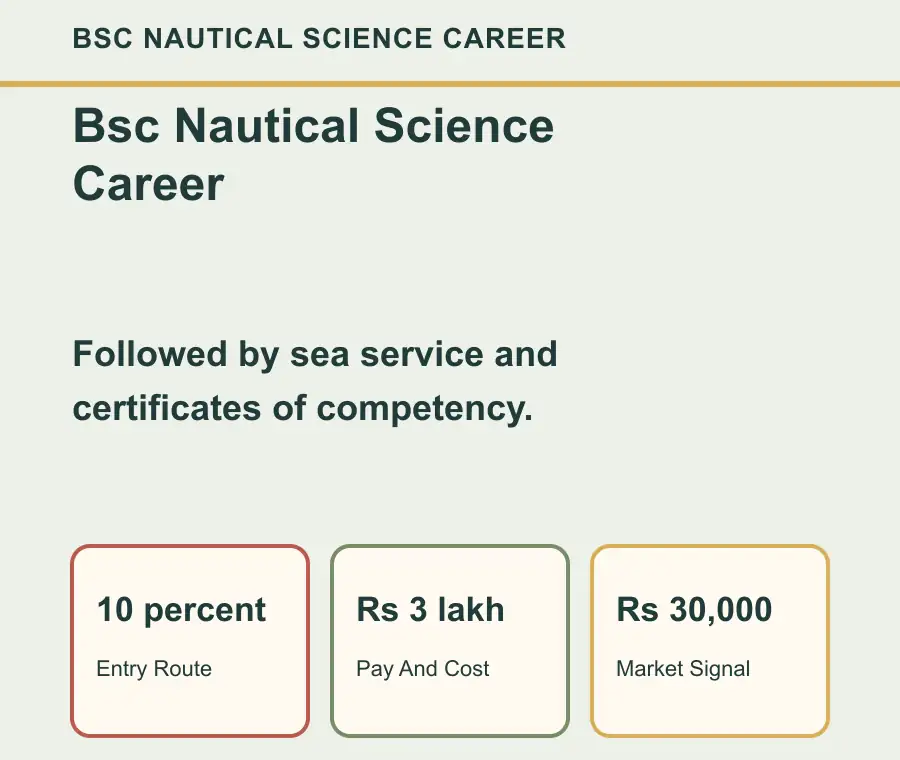 BSC NAUTICAL SCIENCE CAREER
Bsc Nautical Science
Career
Followed by sea service and
certificates of competency.
10 percent
Entry Route
Rs 3 lakh
Pay And Cost
Rs 30,000
Market Signal